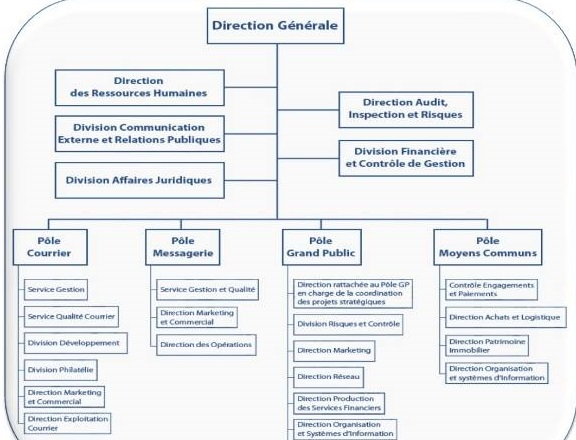 Direction Générale
Direction
des Ressources Humaines
Division Communication
Externe et Relations Publiques
Division Affaires Juridiques
Direction Audit,
Inspection et Risques
Division Financière
et Contrôle de Gestion
Pôle
Courrier
Service Gestion
Service Qualité Courrier
Division Développement
Division Philatélie
Direction Marketing
et Commercial
Direction Exploitation
Courrier
Pôle
Messagerie
Service Gestion et Qualité
Direction Marketing
et Commercial
Direction des Opérations
Pôle
Grand Public
Direction rattachée au Pôle GP
en charge de la coordination
des projets stratégiques
Division Risques et Contrôle
Direction Marketing
Direction Réseau
Direction Production
des Services Financiers
Direction Organisation
et Systèmes d'Information
Pôle
Moyens Communs
Contrôle Engagements
et Paiements
Direction Achats et Logistique
Direction Patrimoine
Immobilier
Direction Organisation
et systèmes d'Information